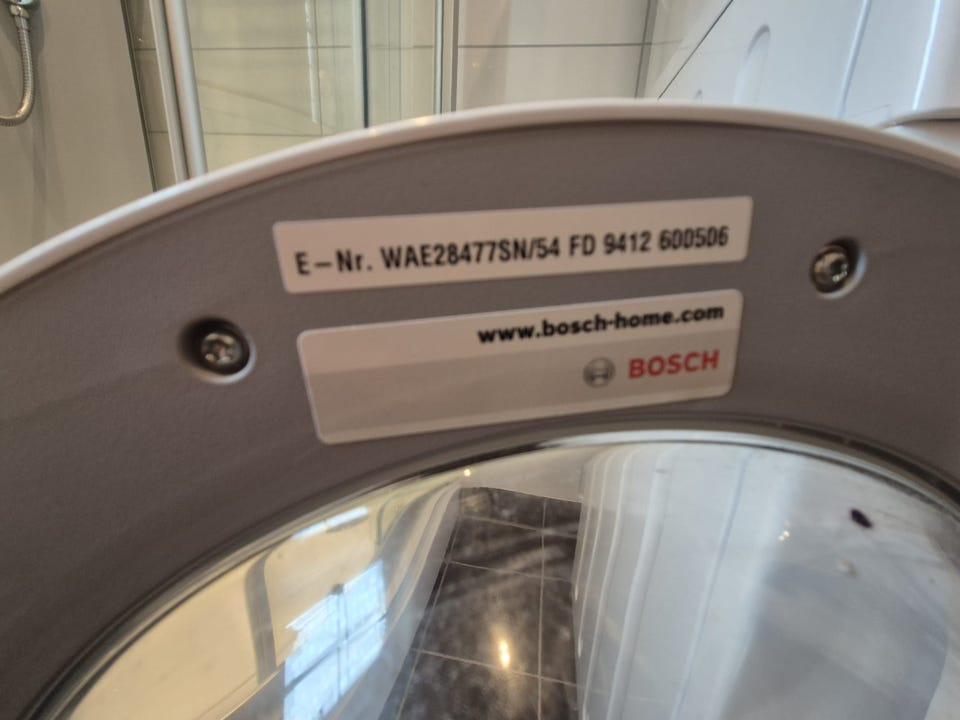 E-Nr. WAE28477SN/54 FD 9412 600506
www.bosch-home.com
BOSCH